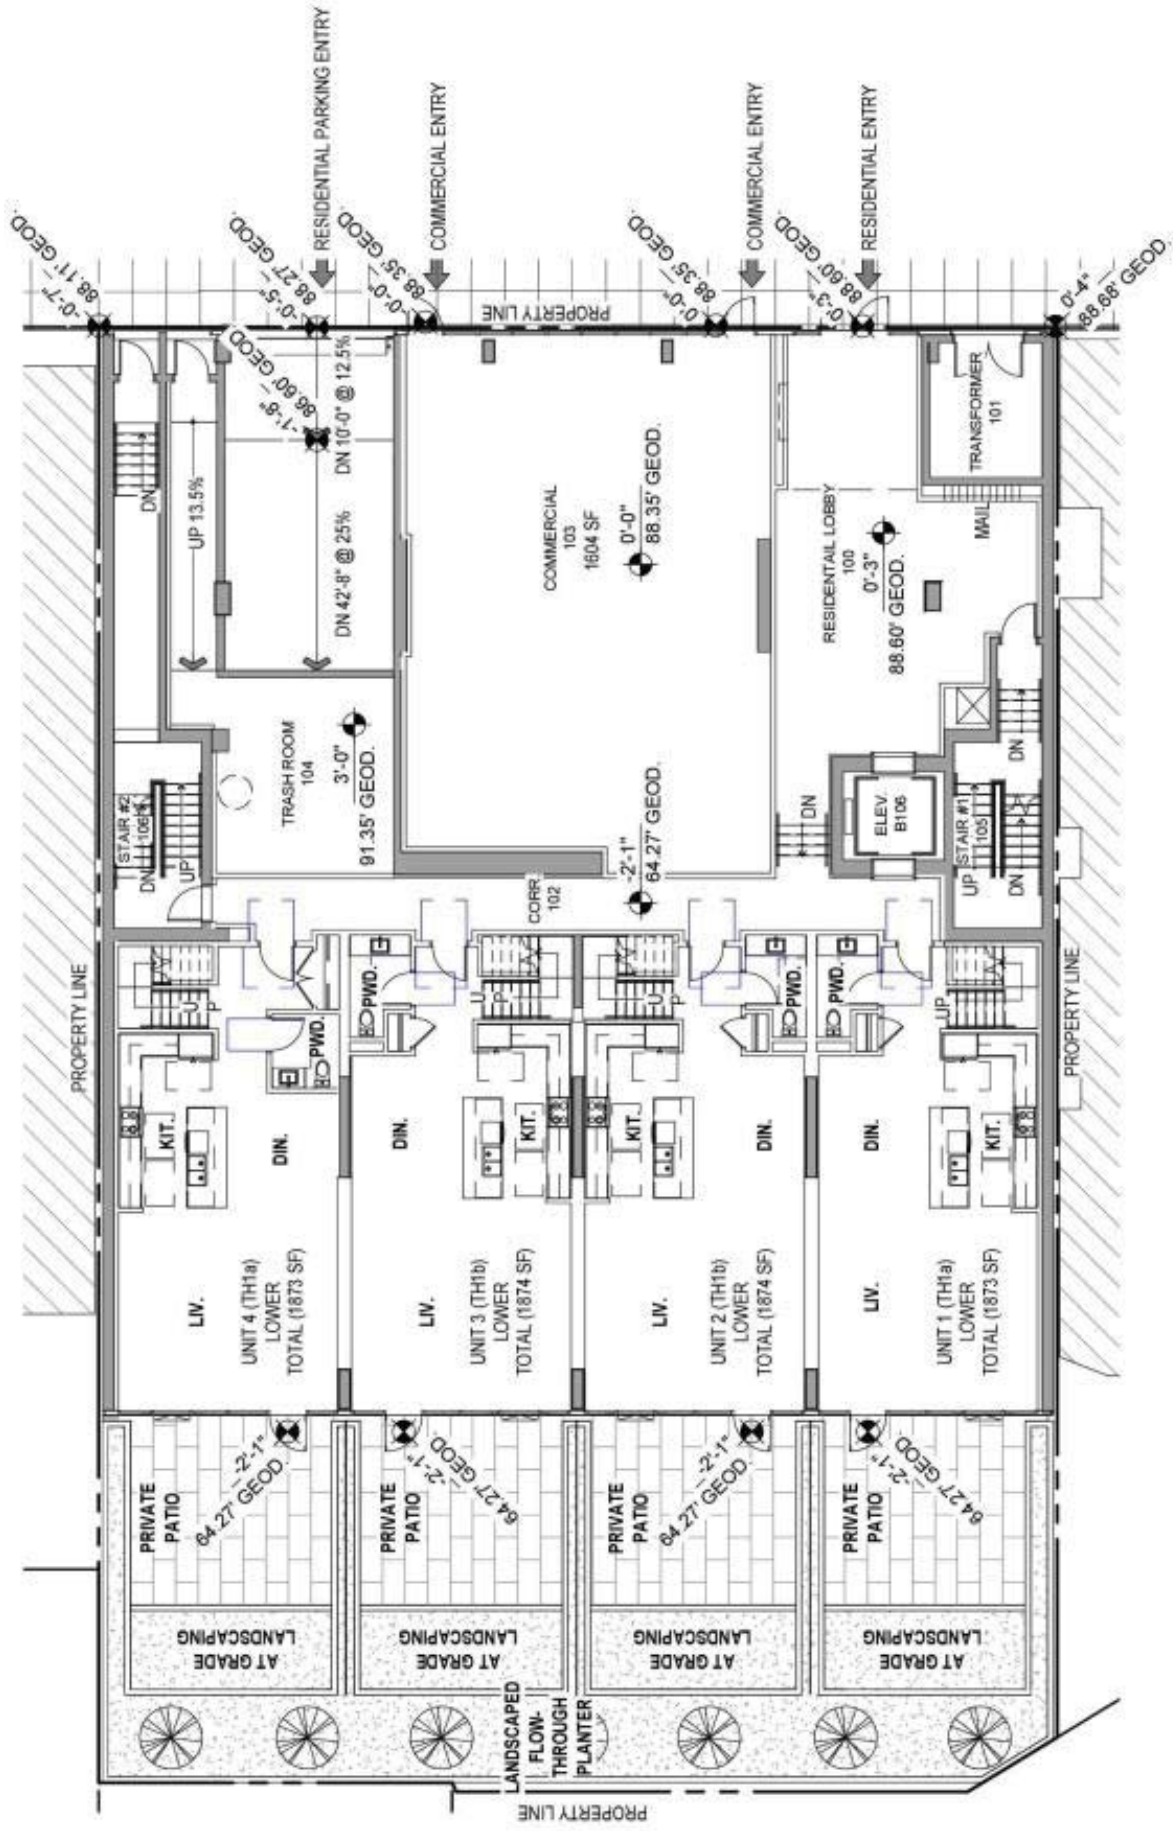 88.11' GEOD.
-0'-7"
88.27' GEOD.
-0'-5"
RESIDENTIAL PARKING ENTRY
86.60' GEOD.
-1'-8"
88.35' GEOD.
0'-0"
COMMERCIAL ENTRY
PROPERTY LINE
88.35' GEOD.
0'-0"
COMMERCIAL ENTRY
88.60' GEOD.
0'-3"
RESIDENTIAL ENTRY
0'-4"
88.68' GEOD.
DN
UP 13.5%
DN 10'-0" @ 12.5%
DN 42'-8" @ 25%
COMMERCIAL
103
1604 SF
0'-0"
88.35' GEOD.
TRANSFORMER
101
MAIL
RESIDENTAIL LOBBY
100
0'-3"
88.60' GEOD.
TRASH ROOM
104
3'-0"
91.35' GEOD.
STAIR #2
106
DN
UP
DN
ELEV.
B106
STAIR #1
105
UP
DN
DN
CORR.
102
-2'-1"
64.27' GEOD.
PROPERTY LINE
PROPERTY LINE
UP
PWD.
KIT.
DIN.
LIV.
UNIT 4 (TH1a)
LOWER
TOTAL (1873 SF)
PWD.
UP
DIN.
KIT.
LIV.
UNIT 3 (TH1b)
LOWER
TOTAL (1874 SF)
UP
PWD.
KIT.
DIN.
LIV.
UNIT 2 (TH1b)
LOWER
TOTAL (1874 SF)
PWD.
UP
DIN.
KIT.
LIV.
UNIT 1 (TH1a)
LOWER
TOTAL (1873 SF)
PRIVATE
PATIO
-2'-1"
64.27' GEOD.
PRIVATE
PATIO
-2'-1"
64.27' GEOD.
PRIVATE
PATIO
-2'-1"
64.27' GEOD.
PRIVATE
PATIO
-2'-1"
64.27' GEOD.
LANDSCAPING
AT GRADE
LANDSCAPING
AT GRADE
LANDSCAPING
AT GRADE
LANDSCAPING
AT GRADE
LANDSCAPED
FLOW-
THROUGH
PLANTER
PROPERTY LINE